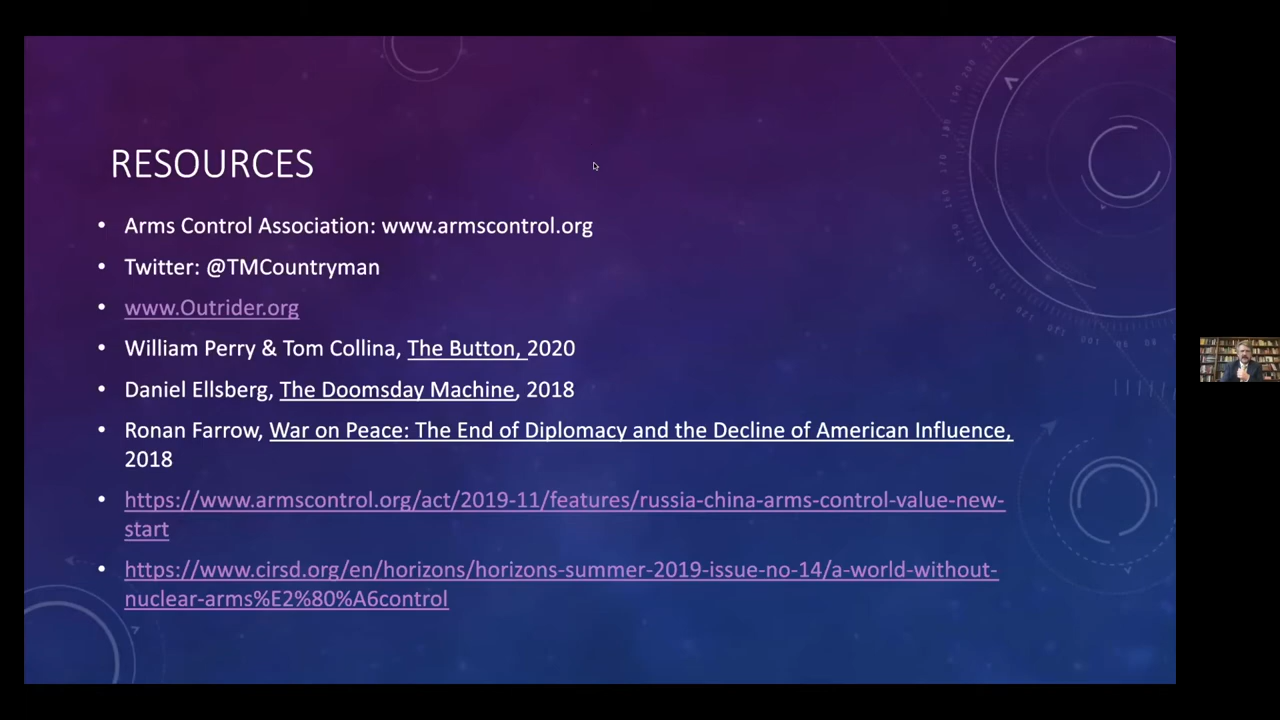 RESOURCES
• Arms Control Association: www.armscontrol.org
• Twitter: @TMCountryman
• www.Outrider.org
• William Perry & Tom Collina, The Button, 2020
• Daniel Ellsberg, The Doomsday Machine, 2018
• Ronan Farrow, War on Peace: The End of Diplomacy and the Decline of American Influence,
2018
• https://www.armscontrol.org/act/2019-11/features/russia-china-arms-control-value-new-
start
• https://www.cirsd.org/en/horizons/horizons-summer-2019-issue-no-14/a-world-without-
nuclear-arms%E2%80%A6control